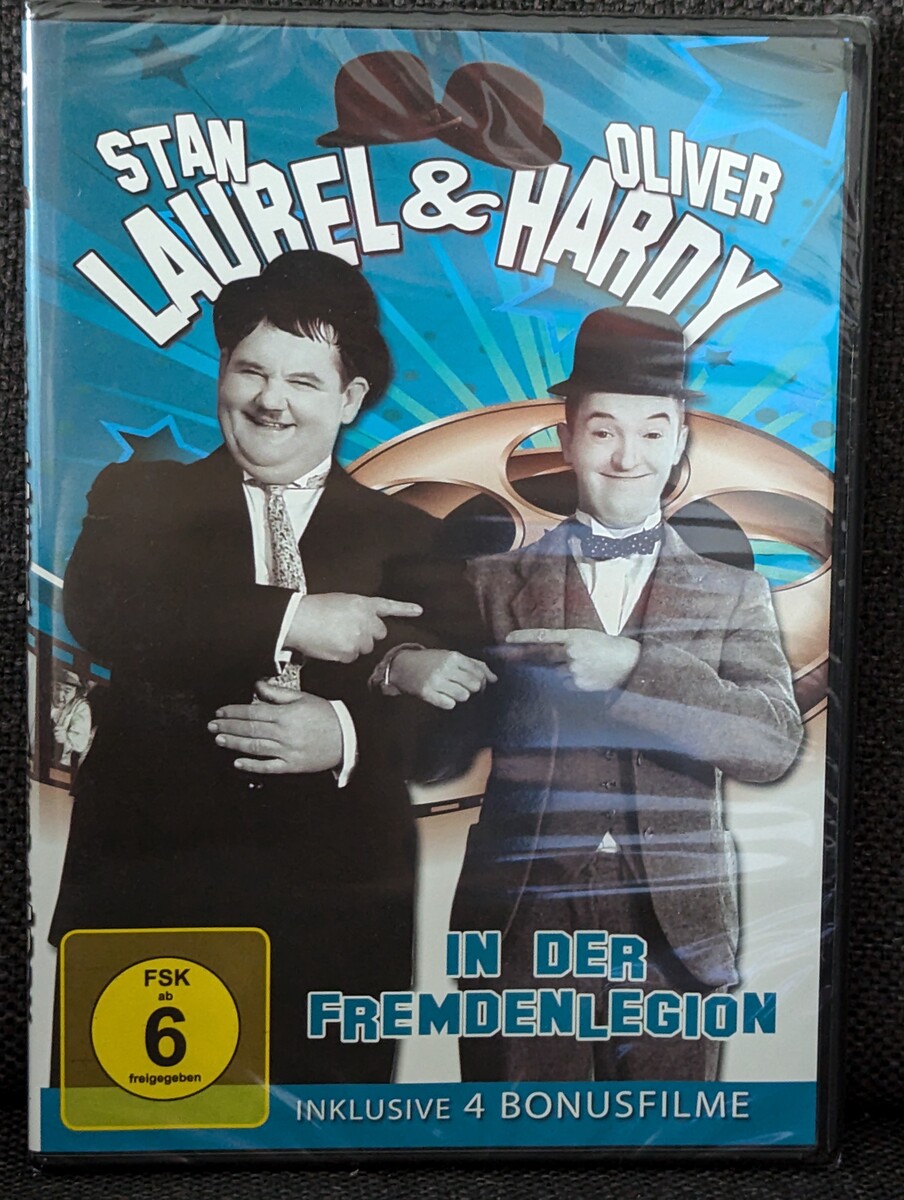 STAN
LAUREL
&
OLIVER
HARDY
IN DER
FREMDENLEGION
FSK
ab
6
freigegeben
INKLUSIVE 4 BONUSFILME